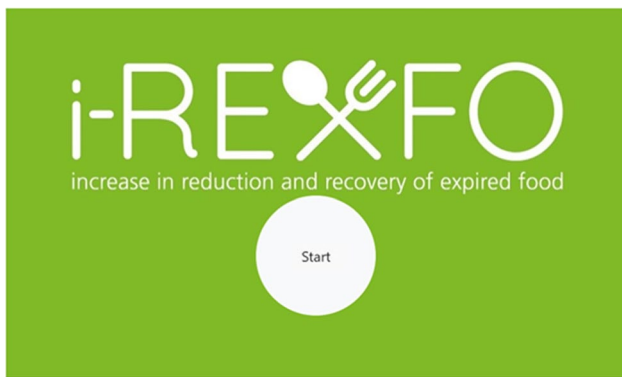 i-REXFO
increase in reduction and recovery of expired food
Start